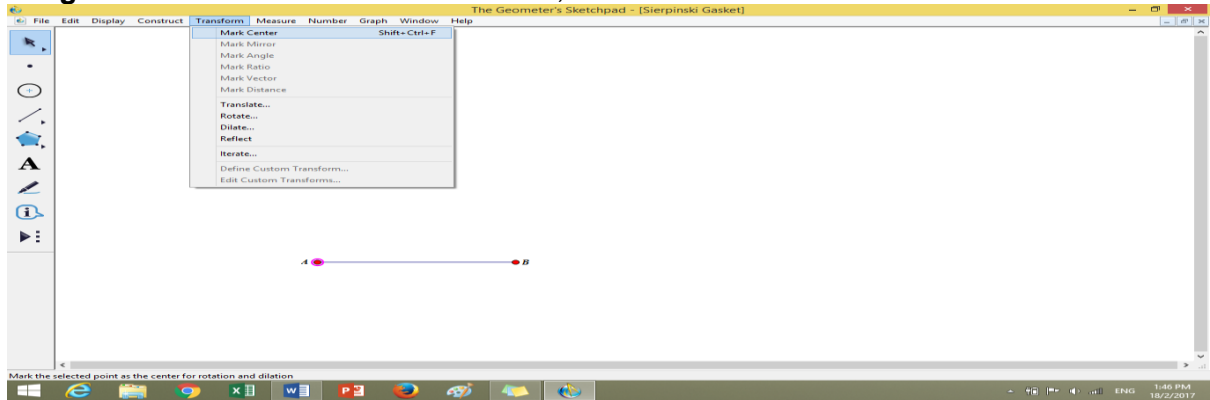 The Geometer's Sketchpad - [Sierpinski Gasket]
File Edit Display Construct Transform Measure Number Graph Window Help
Mark Center Shift+Ctrl+F
Mark Mirror
Mark Angle
Mark Ratio
Mark Vector
Mark Distance
Translate...
Rotate...
Dilate...
Reflect
Iterate...
Define Custom Transform...
Edit Custom Transforms...
A
A B
Mark the selected point as the center for rotation and dilation
ENG 1:46 PM
18/2/2017